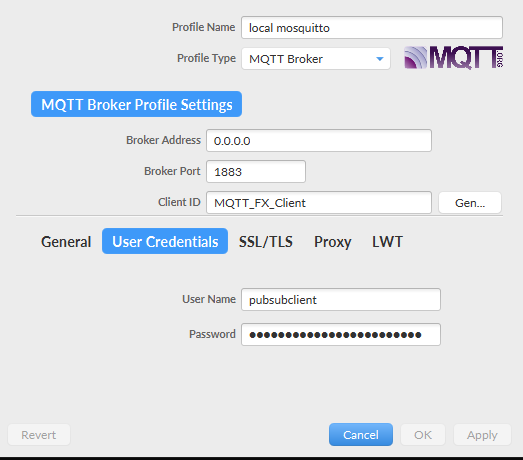 Profile Name local mosquitto
Profile Type MQTT Broker MQTT.ORG
MQTT Broker Profile Settings
Broker Address 0.0.0.0
Broker Port 1883
Client ID MQTT_FX_Client Gen...
General User Credentials SSL/TLS Proxy LWT
User Name pubsubclient
Password ••••••••••••••••••••••••
Revert Cancel OK Apply